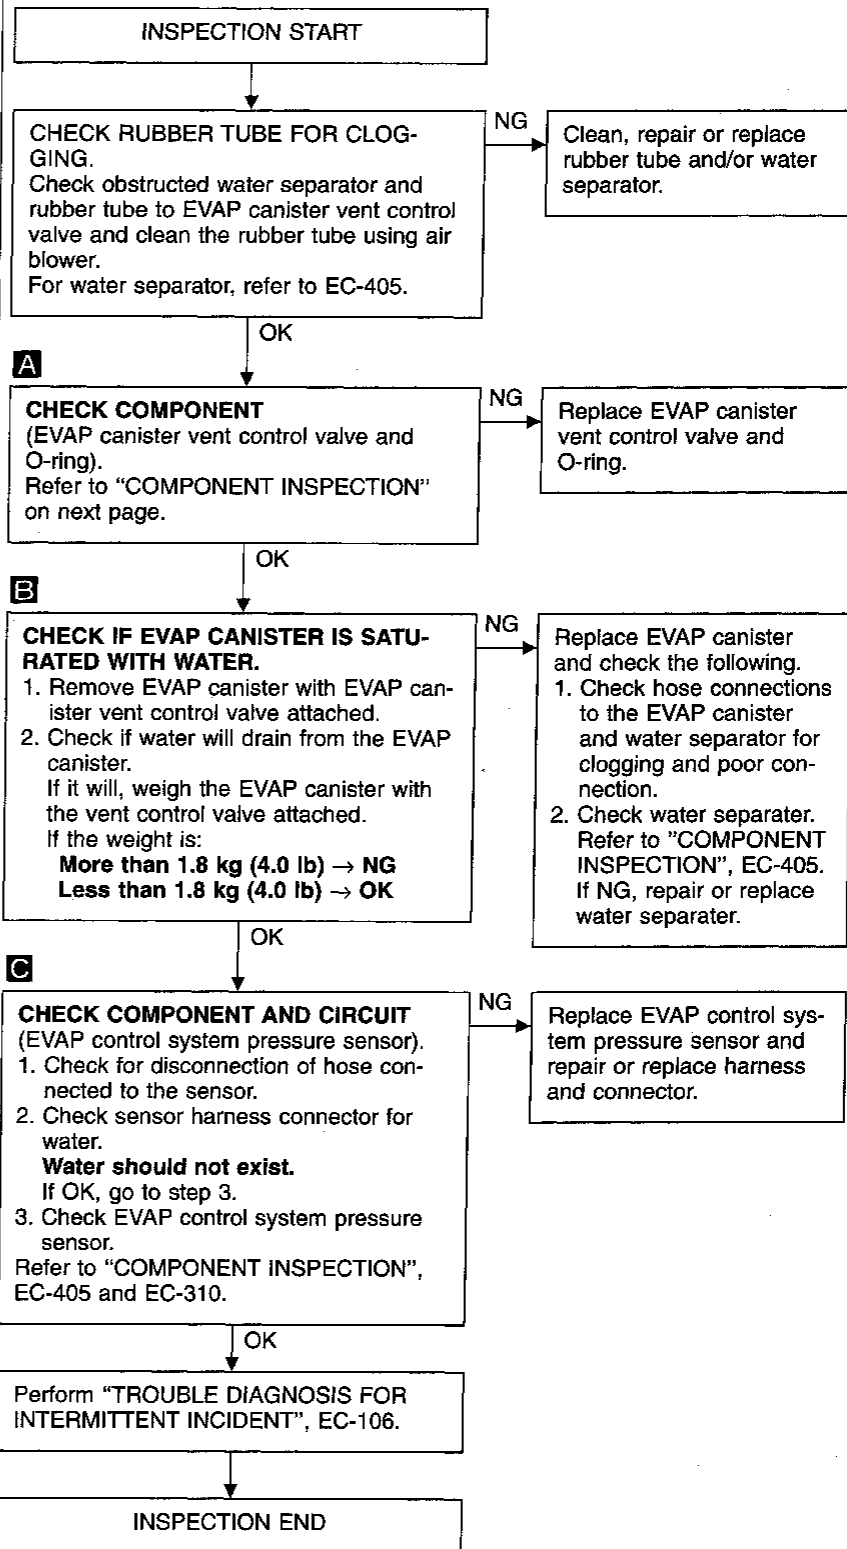 INSPECTION START
CHECK RUBBER TUBE FOR CLOG-
GING.
Check obstructed water separator and
rubber tube to EVAP canister vent control
valve and clean the rubber tube using air
blower.
For water separator, refer to EC-405.
NG
Clean, repair or replace
rubber tube and/or water
separator.
OK
A
CHECK COMPONENT
(EVAP canister vent control valve and
O-ring).
Refer to “COMPONENT INSPECTION”
on next page.
NG
Replace EVAP canister
vent control valve and
O-ring.
OK
B
CHECK IF EVAP CANISTER IS SATU-
RATED WITH WATER.
1. Remove EVAP canister with EVAP can-
ister vent control valve attached.
2. Check if water will drain from the EVAP
canister.
If it will, weigh the EVAP canister with
the vent control valve attached.
If the weight is:
More than 1.8 kg (4.0 lb) → NG
Less than 1.8 kg (4.0 lb) → OK
NG
Replace EVAP canister
and check the following.
1. Check hose connections
to the EVAP canister
and water separator for
clogging and poor con-
nection.
2. Check water separater.
Refer to ”COMPONENT
INSPECTION”, EC-405.
If NG, repair or replace
water separater.
OK
C
CHECK COMPONENT AND CIRCUIT
(EVAP control system pressure sensor).
1. Check for disconnection of hose con-
nected to the sensor.
2. Check sensor harness connector for
water.
Water should not exist.
If OK, go to step 3.
3. Check EVAP control system pressure
sensor.
Refer to “COMPONENT INSPECTION”,
EC-405 and EC-310.
NG
Replace EVAP control sys-
tem pressure sensor and
repair or replace harness
and connector.
OK
Perform “TROUBLE DIAGNOSIS FOR
INTERMITTENT INCIDENT”, EC-106.
INSPECTION END